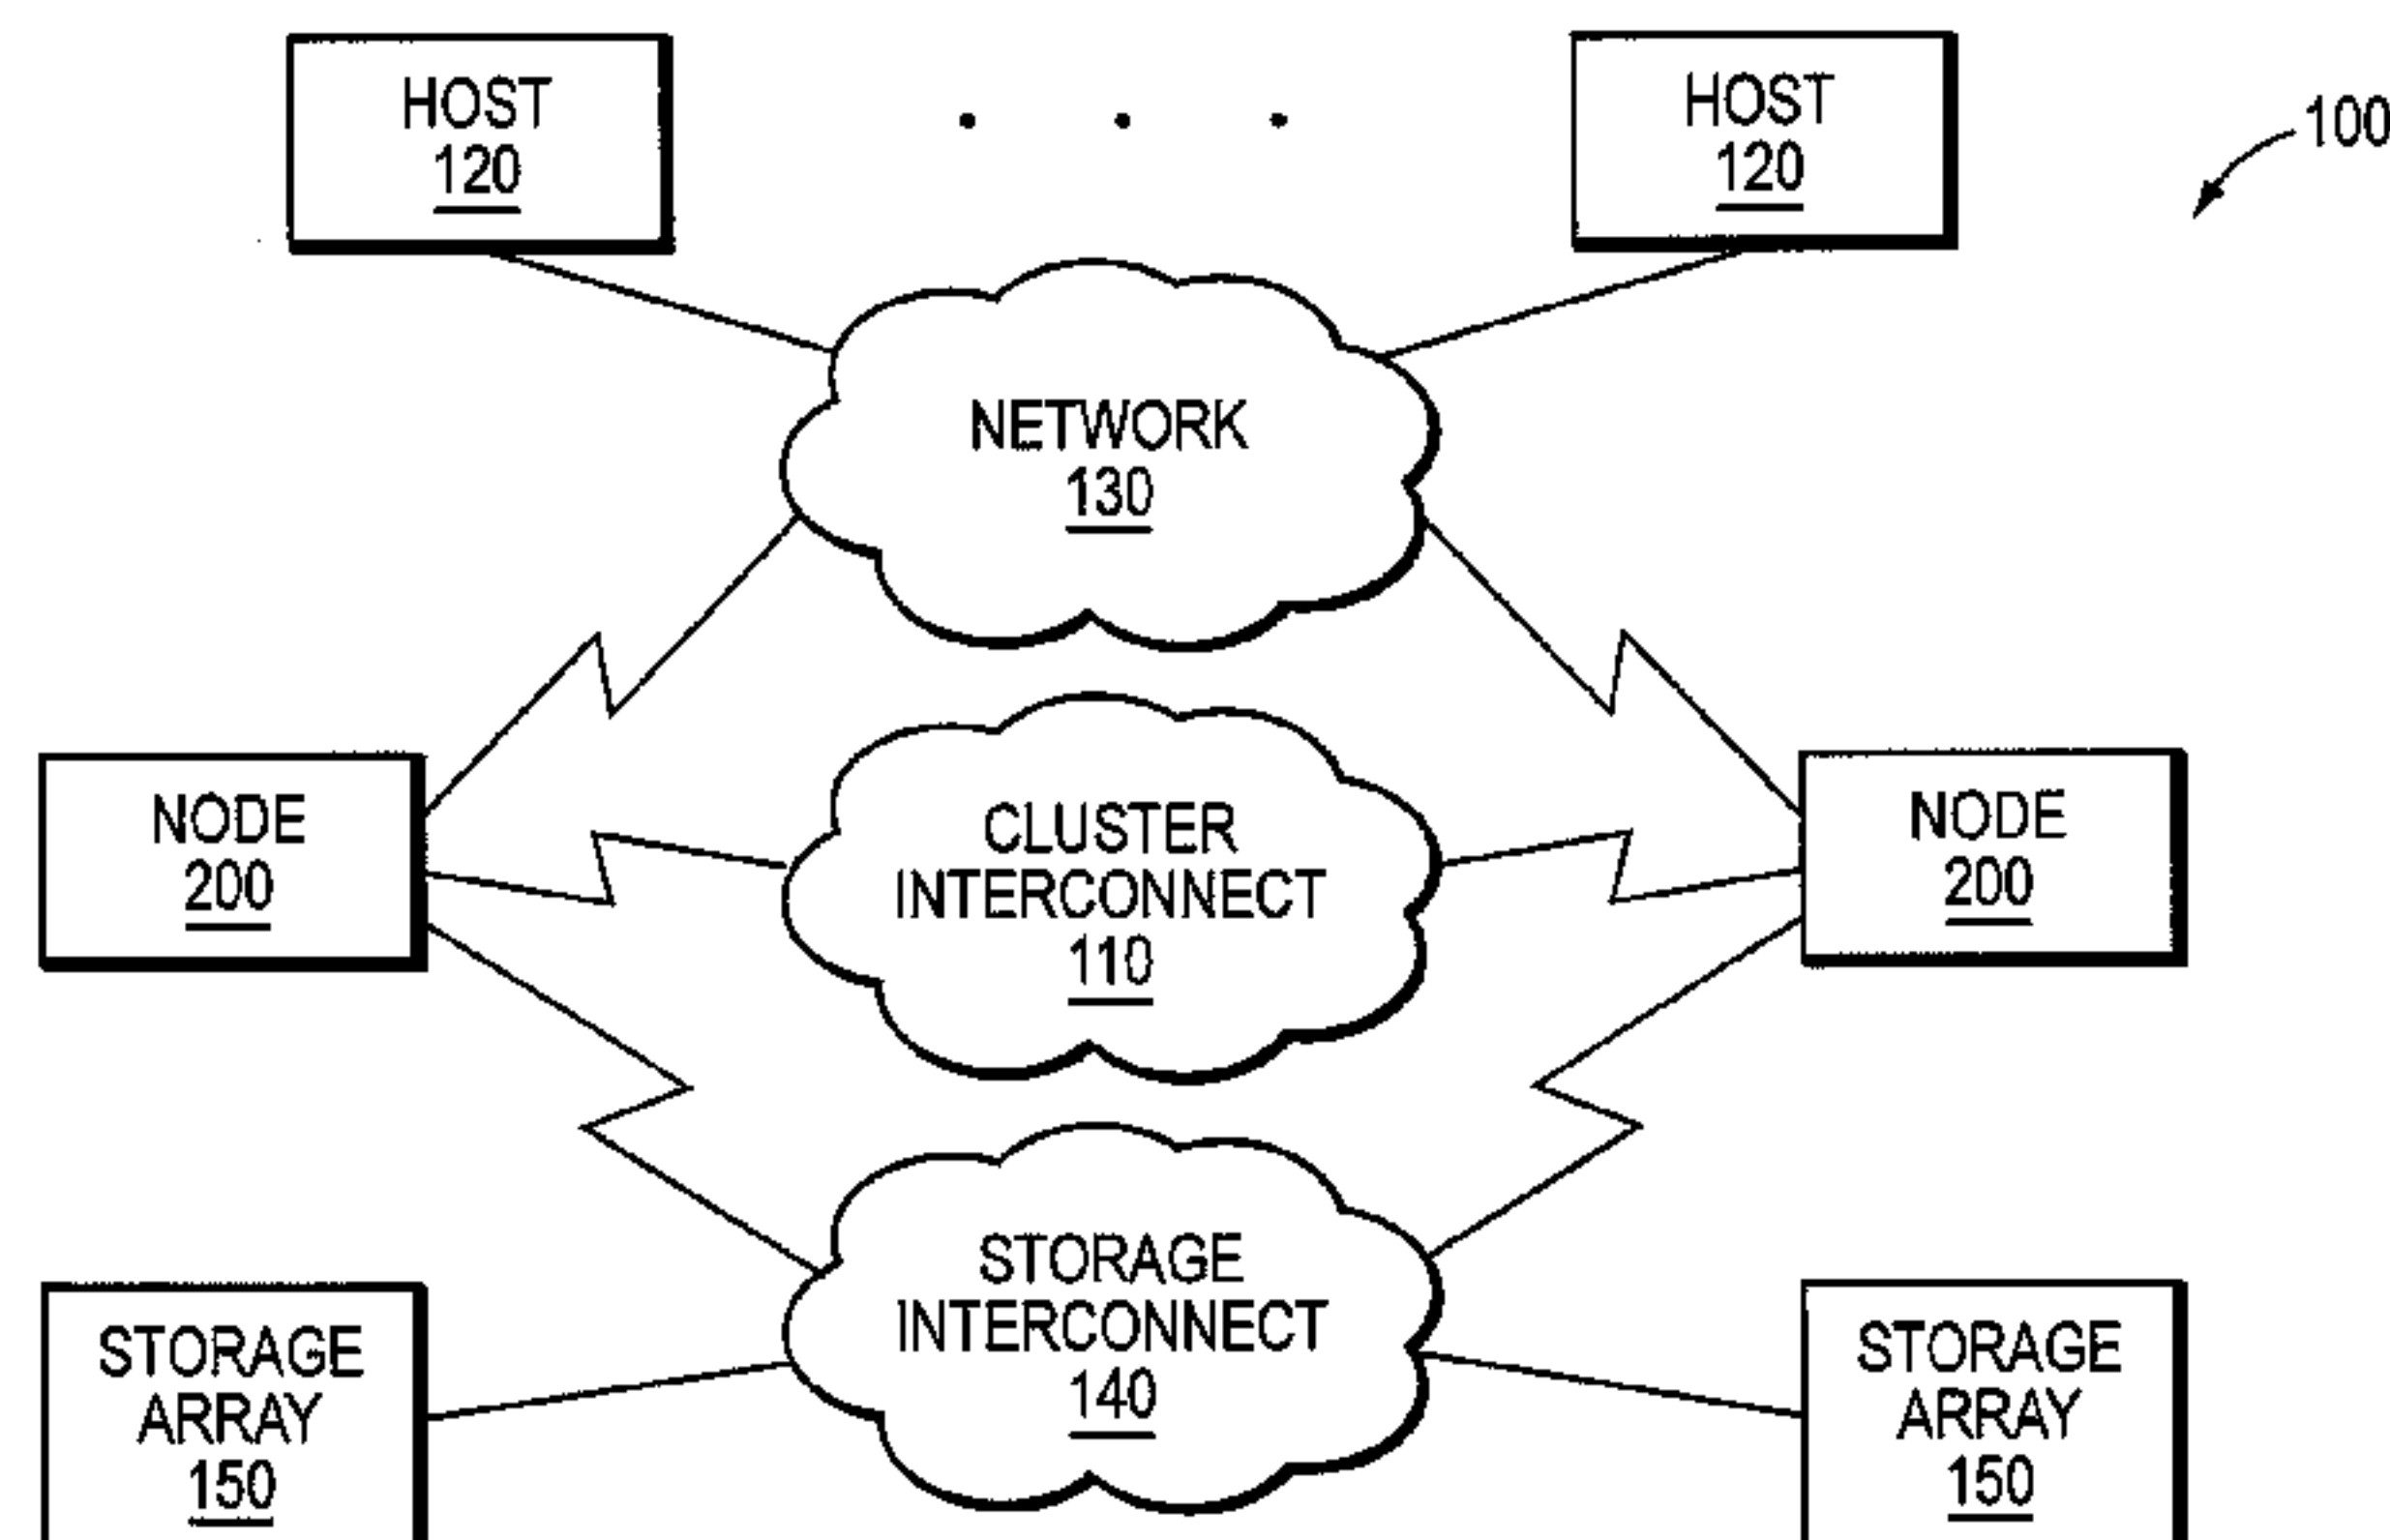 HOST
120
. . .
HOST
120
100
NETWORK
130
NODE
200
CLUSTER
INTERCONNECT
110
NODE
200
STORAGE
INTERCONNECT
140
STORAGE
ARRAY
150
STORAGE
ARRAY
150